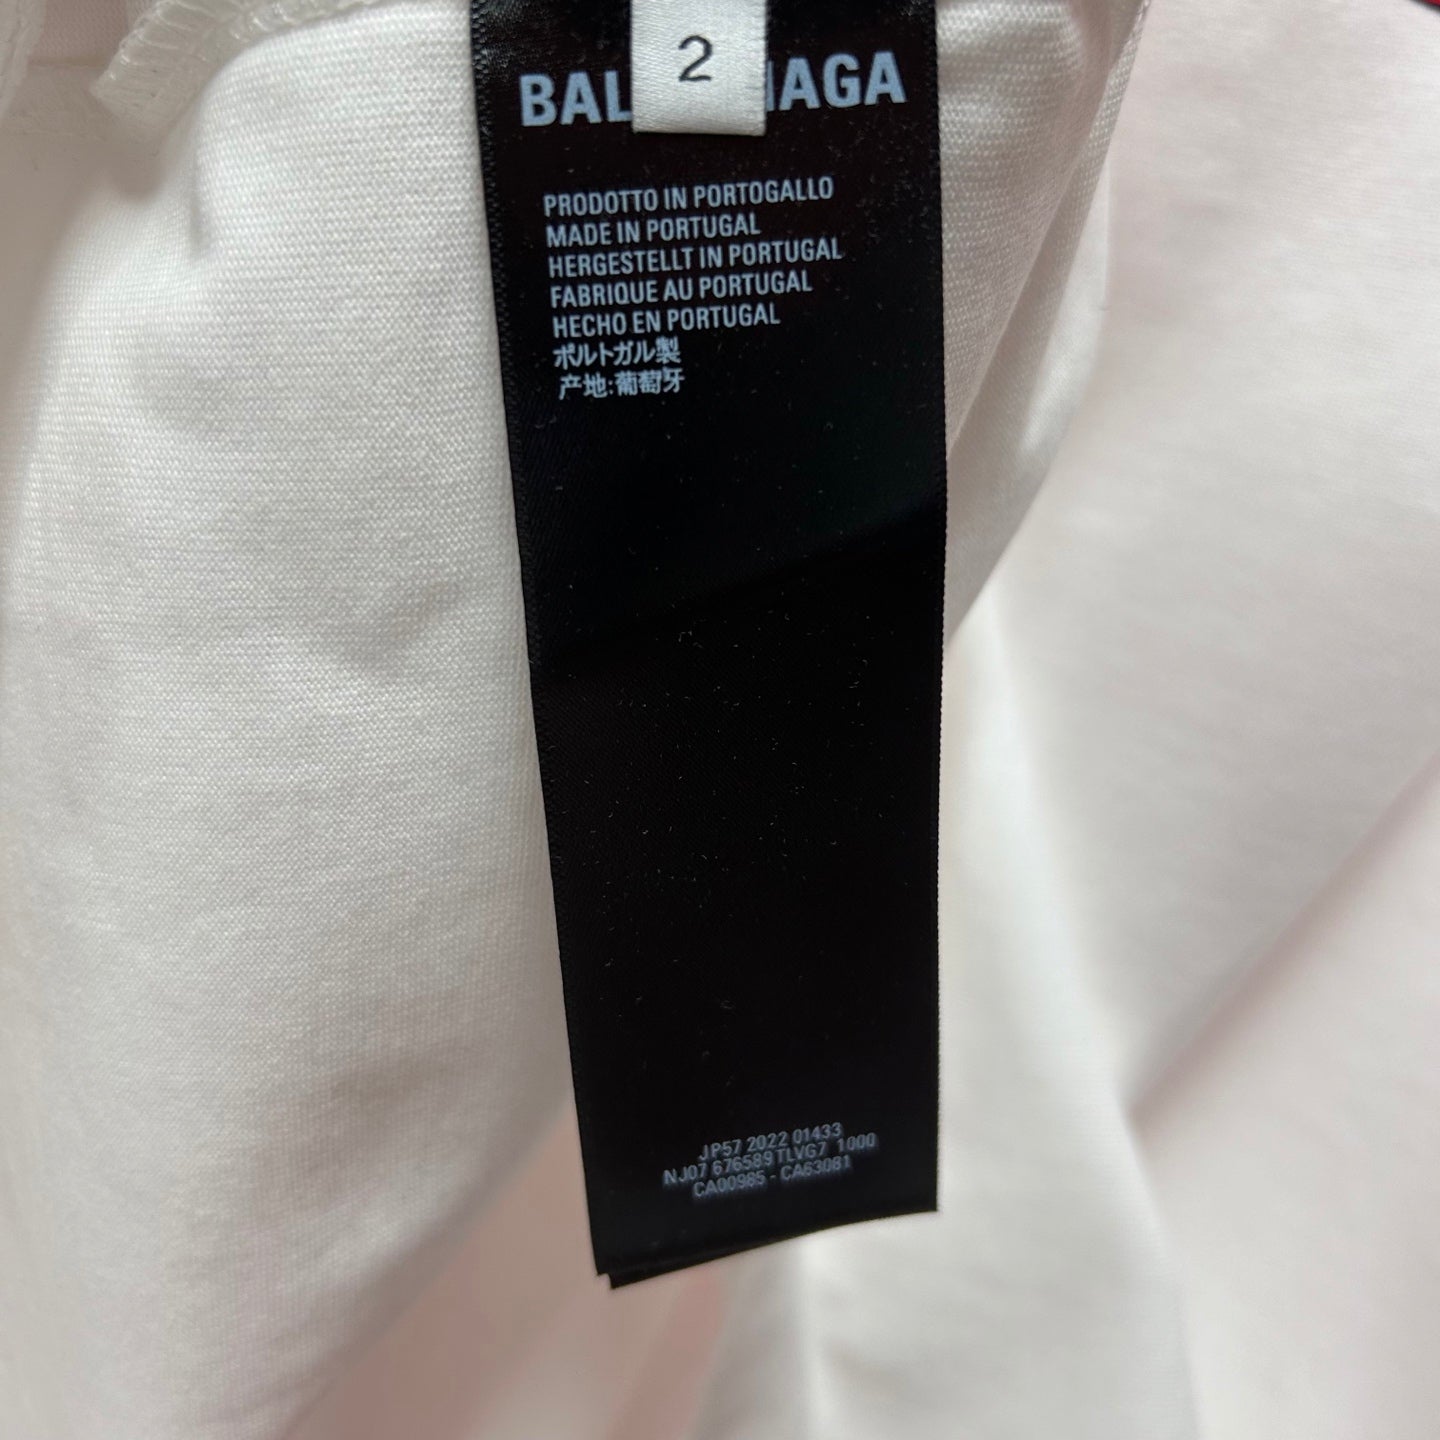 2
BAL IAGA
PRODOTTO IN PORTOGALLO
MADE IN PORTUGAL
HERGESTELLT IN PORTUGAL
FABRIQUE AU PORTUGAL
HECHO EN PORTUGAL
ポルトガル製
产地:葡萄牙
JP57 2022 01433
NJ07 676589 TLVG7 1000
CA00985 - CA63081